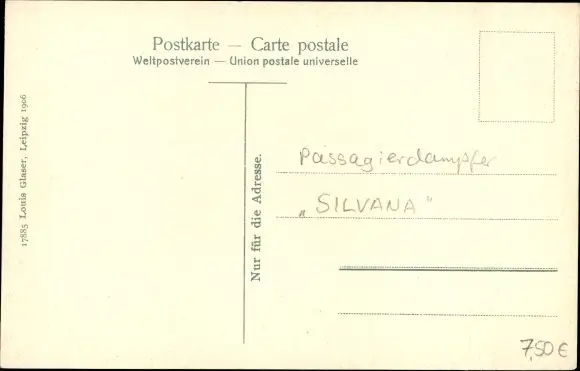 Postkarte — Carte postale
Weltpostverein — Union postale universelle
17885 Louis Glaser, Leipzig 1906
Nur für die Adresse.
Passagierdampfer
„SILVANA"
7,50 €